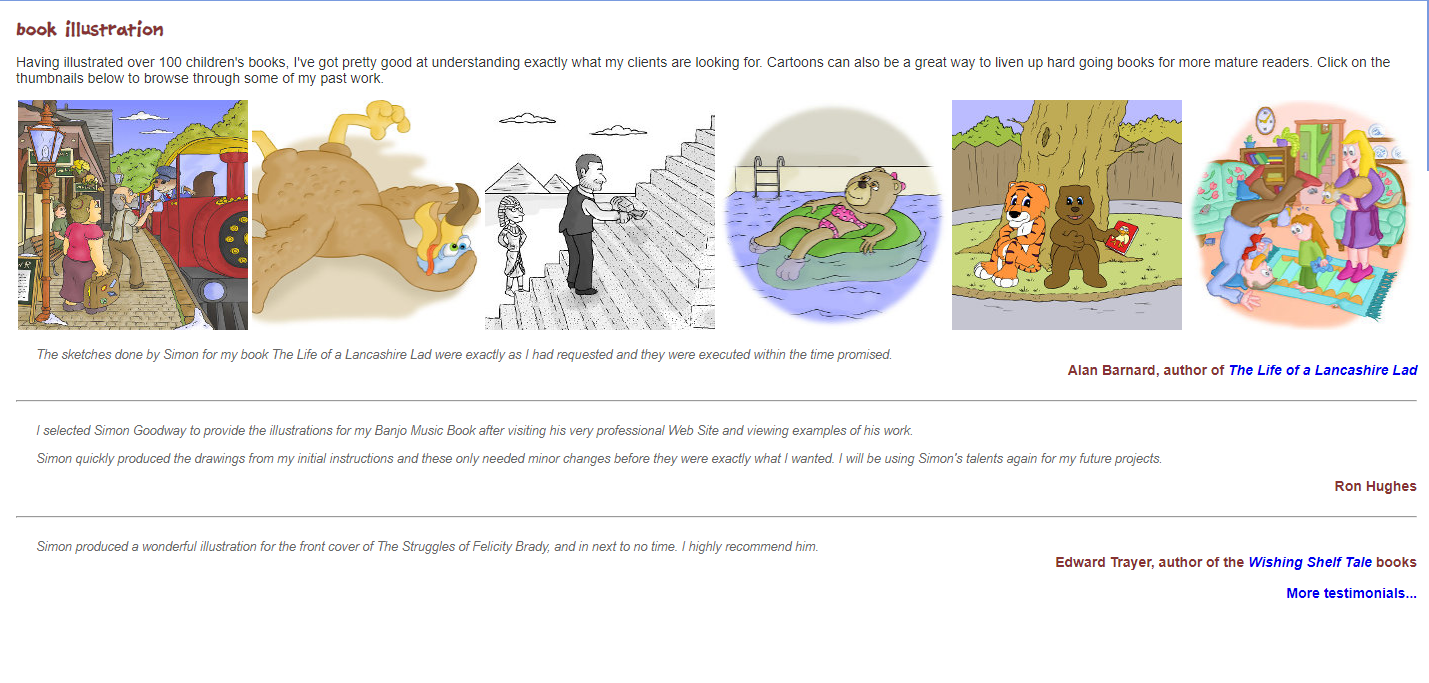 book illustration
Having illustrated over 100 children's books, I've got pretty good at understanding exactly what my clients are looking for. Cartoons can also be a great way to liven up hard going books for more mature readers. Click on the
thumbnails below to browse through some of my past work.
The sketches done by Simon for my book The Life of a Lancashire Lad were exactly as I had requested and they were executed within the time promised.
Alan Barnard, author of The Life of a Lancashire Lad
I selected Simon Goodway to provide the illustrations for my Banjo Music Book after visiting his very professional Web Site and viewing examples of his work.
Simon quickly produced the drawings from my initial instructions and these only needed minor changes before they were exactly what I wanted. I will be using Simon's talents again for my future projects.
Ron Hughes
Simon produced a wonderful illustration for the front cover of The Struggles of Felicity Brady, and in next to no time. I highly recommend him.
Edward Trayer, author of the Wishing Shelf Tale books
More testimonials...